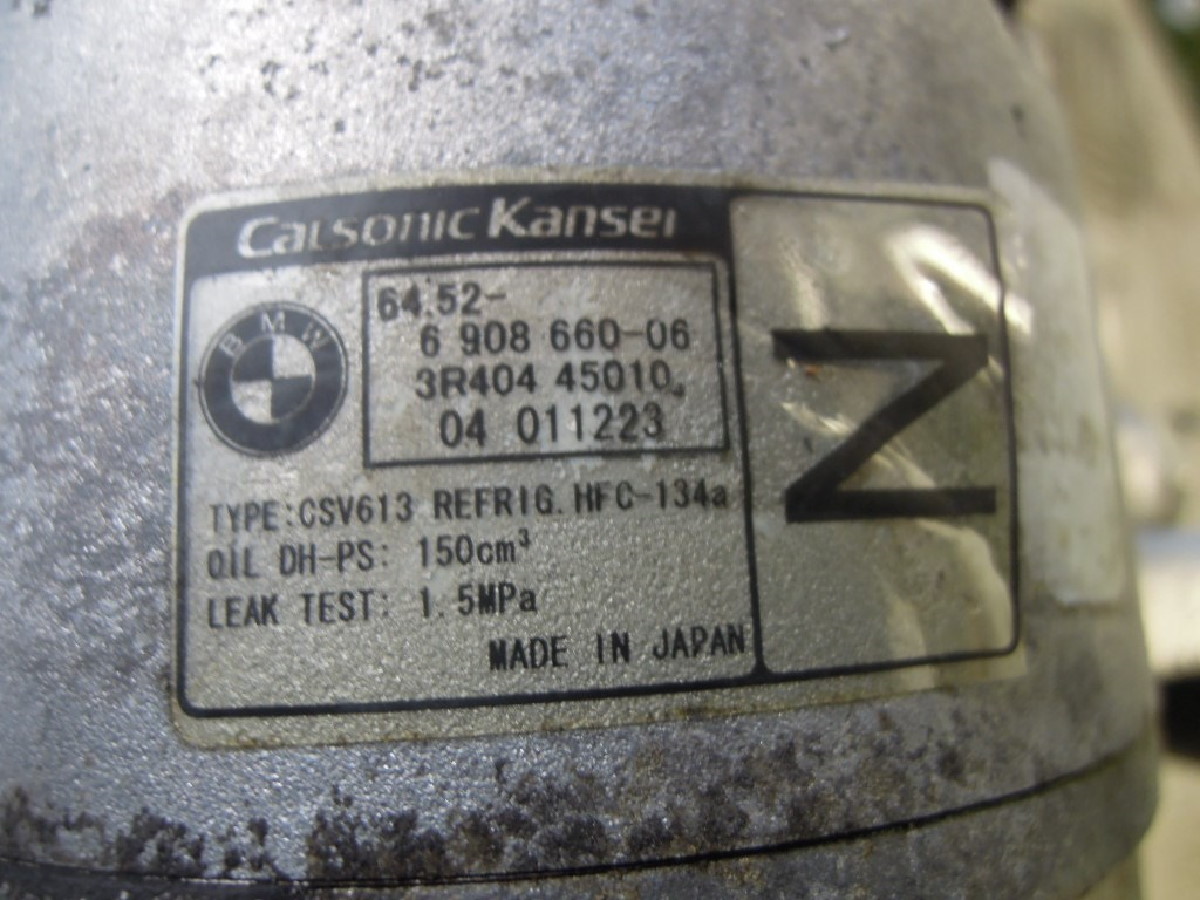 Calsonic Kansei
BMW
64.52-
6 908 660-06
3R404 45010
04 011223
TYPE:CSV613 REFRIG.HFC-134a
OIL DH-PS: 150cm³
LEAK TEST: 1.5MPa
MADE IN JAPAN
Z